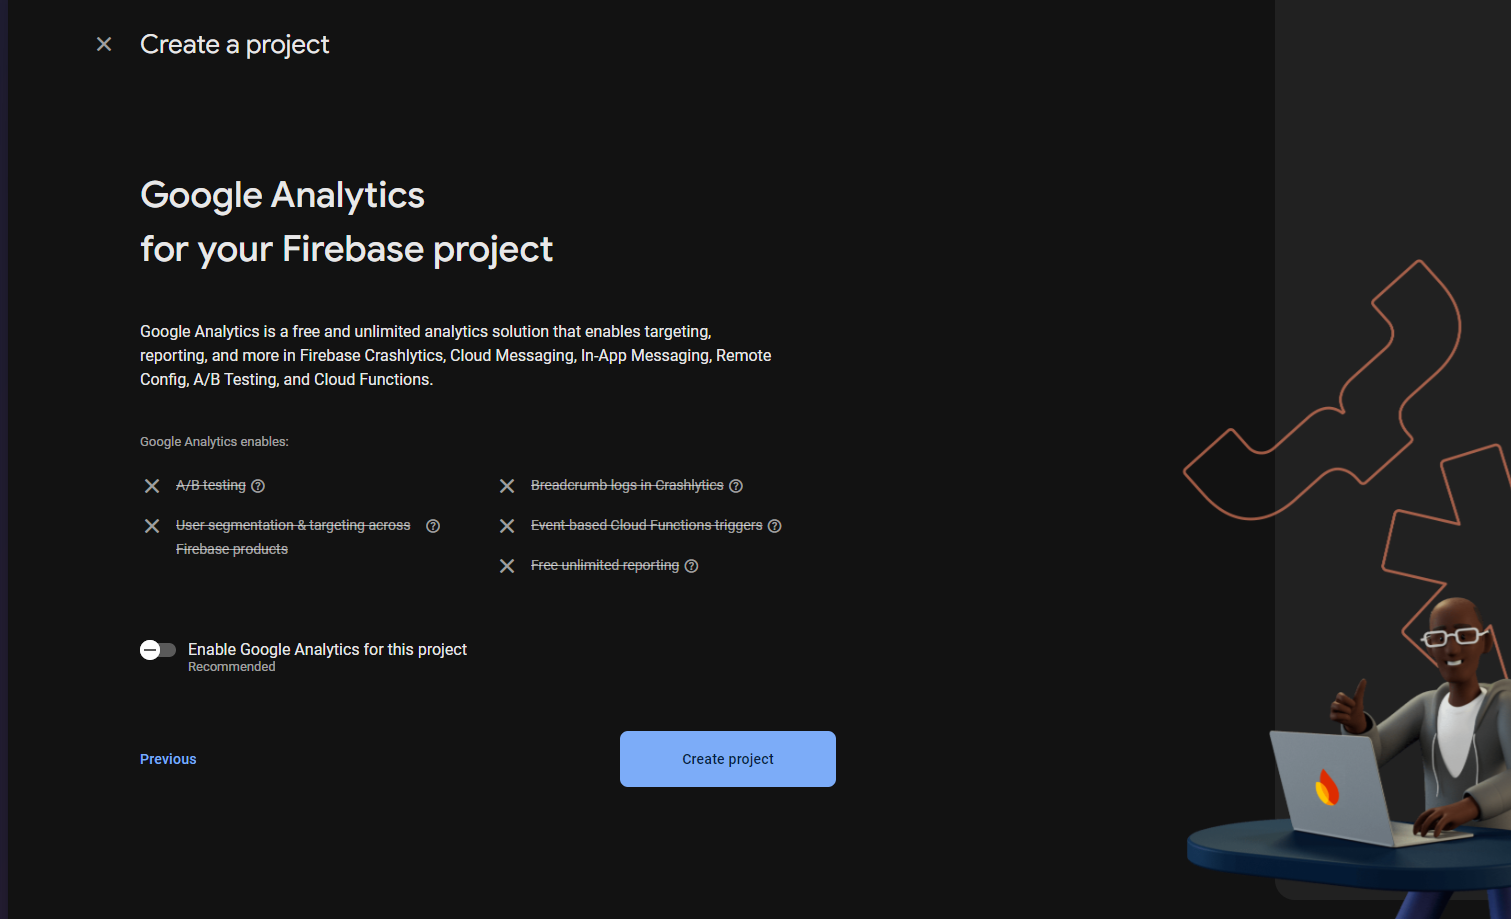 Create a project
Google Analytics
for your Firebase project
Google Analytics is a free and unlimited analytics solution that enables targeting,
reporting, and more in Firebase Crashlytics, Cloud Messaging, In-App Messaging, Remote
Config, A/B Testing, and Cloud Functions.
Google Analytics enables:
A/B testing
User segmentation & targeting across
Firebase products
Breadcrumb logs in Crashlytics
Event-based Cloud Functions triggers
Free unlimited reporting
Enable Google Analytics for this project
Recommended
Previous
Create project